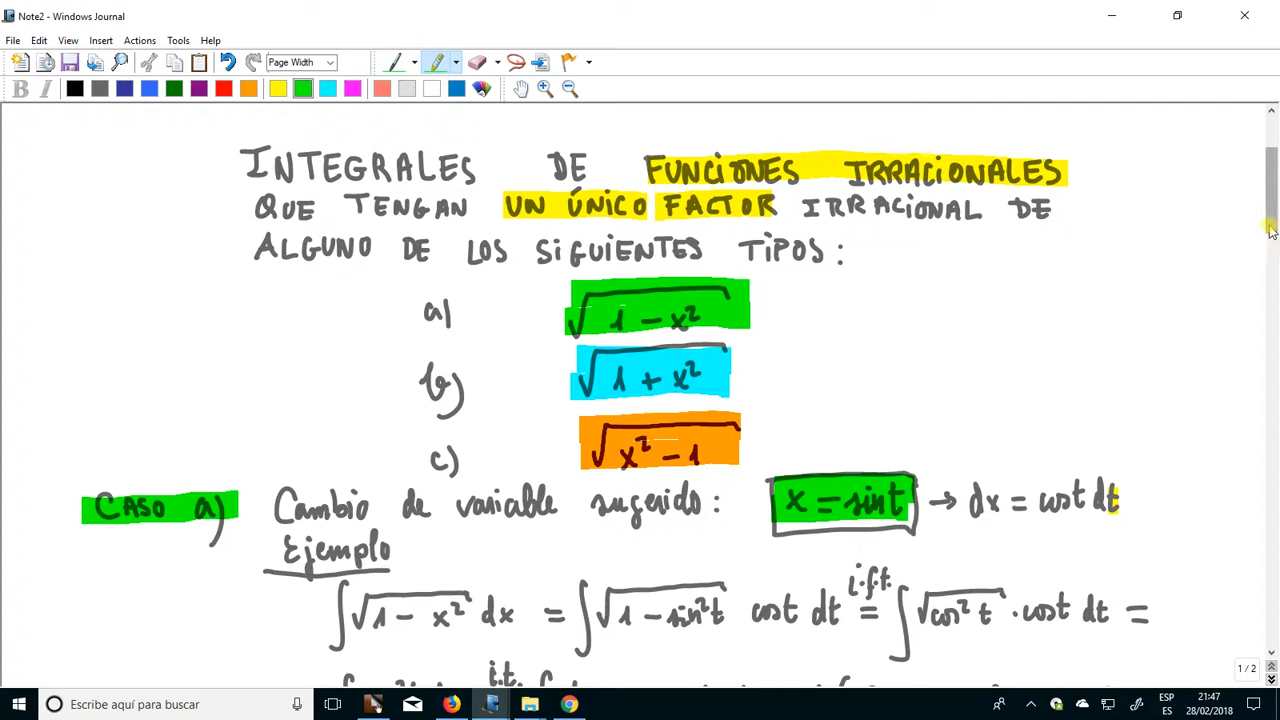 Note2 - Windows Journal
File Edit View Insert Actions Tools Help
Page Width
B I
INTEGRALES DE FUNCIONES IRRACIONALES
QUE TENGAN UN ÚNICO FACTOR IRRACIONAL DE
ALGUNO DE LOS SIGUIENTES TIPOS:
a) √(1 - x²)
b) √(1 + x²)
c) √(x² - 1)
CASO a) Cambio de variable sugerido: x = sin t → dx = cos t dt
Ejemplo
∫√(1 - x²) dx = ∫√(1 - sin²t) cos t dt i.f.t. = ∫√(cos²t) · cos t dt =
i.t.
1 / 2
Escribe aquí para buscar
ESP 21:47
ES 28/02/2018